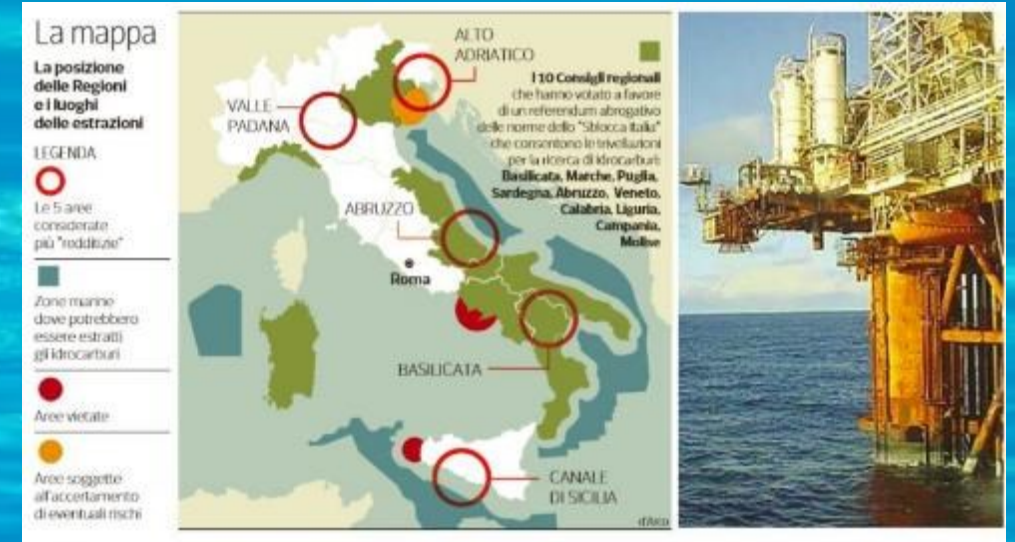 La mappa
La posizione
delle Regioni
e i luoghi
delle estrazioni
LEGENDA
Le 5 aree
considerate
più "redditizie"
Zone marine
dove potrebbero
essere estratti
gli idrocarburi
Aree vietate
Aree soggette
all'accertamento
di eventuali rischi
ALTO
ADRIATICO
I 10 Consigli regionali
che hanno votato a favore
di un referendum abrogativo
delle norme dello "Sblocca Italia"
che consentono le trivellazioni
per la ricerca di idrocarburi:
Basilicata, Marche, Puglia,
Sardegna, Abruzzo, Veneto,
Calabria, Liguria,
Campania,
Molise
VALLE
PADANA
ABRUZZO
Roma
BASILICATA
CANALE
DI SICILIA